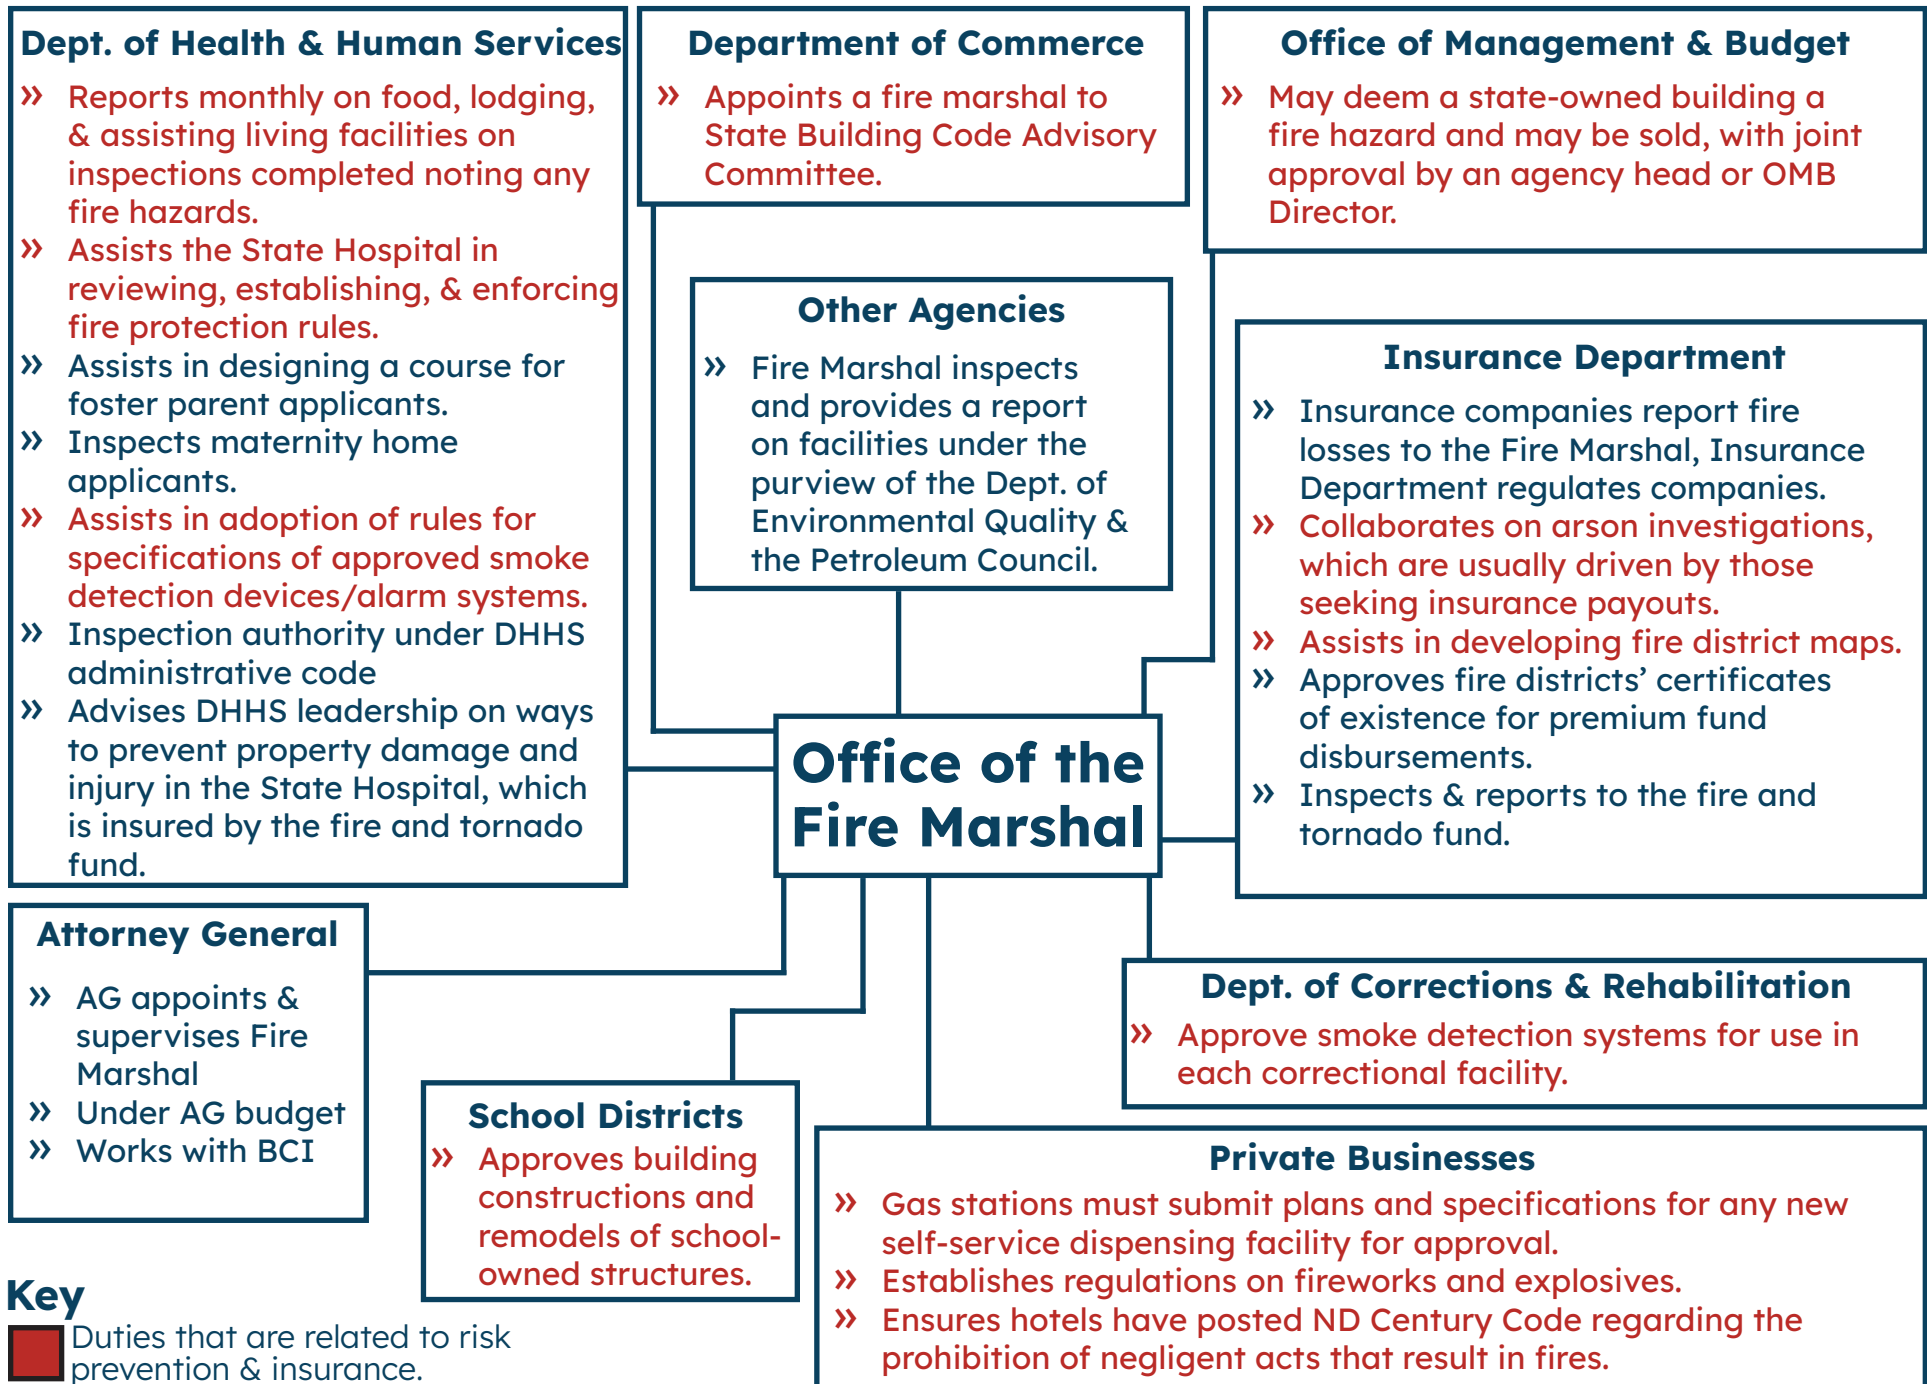 Dept. of Health & Human Services
» Reports monthly on food, lodging,
& assisting living facilities on
inspections completed noting any
fire hazards.
» Assists the State Hospital in
reviewing, establishing, & enforcing
fire protection rules.
» Assists in designing a course for
foster parent applicants.
» Inspects maternity home
applicants.
» Assists in adoption of rules for
specifications of approved smoke
detection devices/alarm systems.
» Inspection authority under DHHS
administrative code
» Advises DHHS leadership on ways
to prevent property damage and
injury in the State Hospital, which
is insured by the fire and tornado
fund.
Department of Commerce
» Appoints a fire marshal to
State Building Code Advisory
Committee.
Office of Management & Budget
» May deem a state-owned building a
fire hazard and may be sold, with joint
approval by an agency head or OMB
Director.
Other Agencies
» Fire Marshal inspects
and provides a report
on facilities under the
purview of the Dept. of
Environmental Quality &
the Petroleum Council.
Insurance Department
» Insurance companies report fire
losses to the Fire Marshal, Insurance
Department regulates companies.
» Collaborates on arson investigations,
which are usually driven by those
seeking insurance payouts.
» Assists in developing fire district maps.
» Approves fire districts’ certificates
of existence for premium fund
disbursements.
» Inspects & reports to the fire and
tornado fund.
Office of the
Fire Marshal
Attorney General
» AG appoints &
supervises Fire
Marshal
» Under AG budget
» Works with BCI
School Districts
» Approves building
constructions and
remodels of school-
owned structures.
Dept. of Corrections & Rehabilitation
» Approve smoke detection systems for use in
each correctional facility.
Private Businesses
» Gas stations must submit plans and specifications for any new
self-service dispensing facility for approval.
» Establishes regulations on fireworks and explosives.
» Ensures hotels have posted ND Century Code regarding the
prohibition of negligent acts that result in fires.
Key
Duties that are related to risk
prevention & insurance.